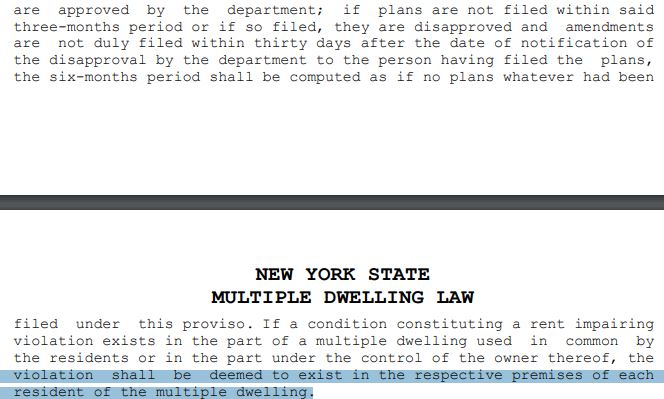 are approved by the department; if plans are not filed within said
three-months period or if so filed, they are disapproved and amendments
are not duly filed within thirty days after the date of notification of
the disapproval by the department to the person having filed the plans,
the six-months period shall be computed as if no plans whatever had been
NEW YORK STATE
MULTIPLE DWELLING LAW
filed under this proviso. If a condition constituting a rent impairing
violation exists in the part of a multiple dwelling used in common by
the residents or in the part under the control of the owner thereof, the
violation shall be deemed to exist in the respective premises of each
resident of the multiple dwelling.